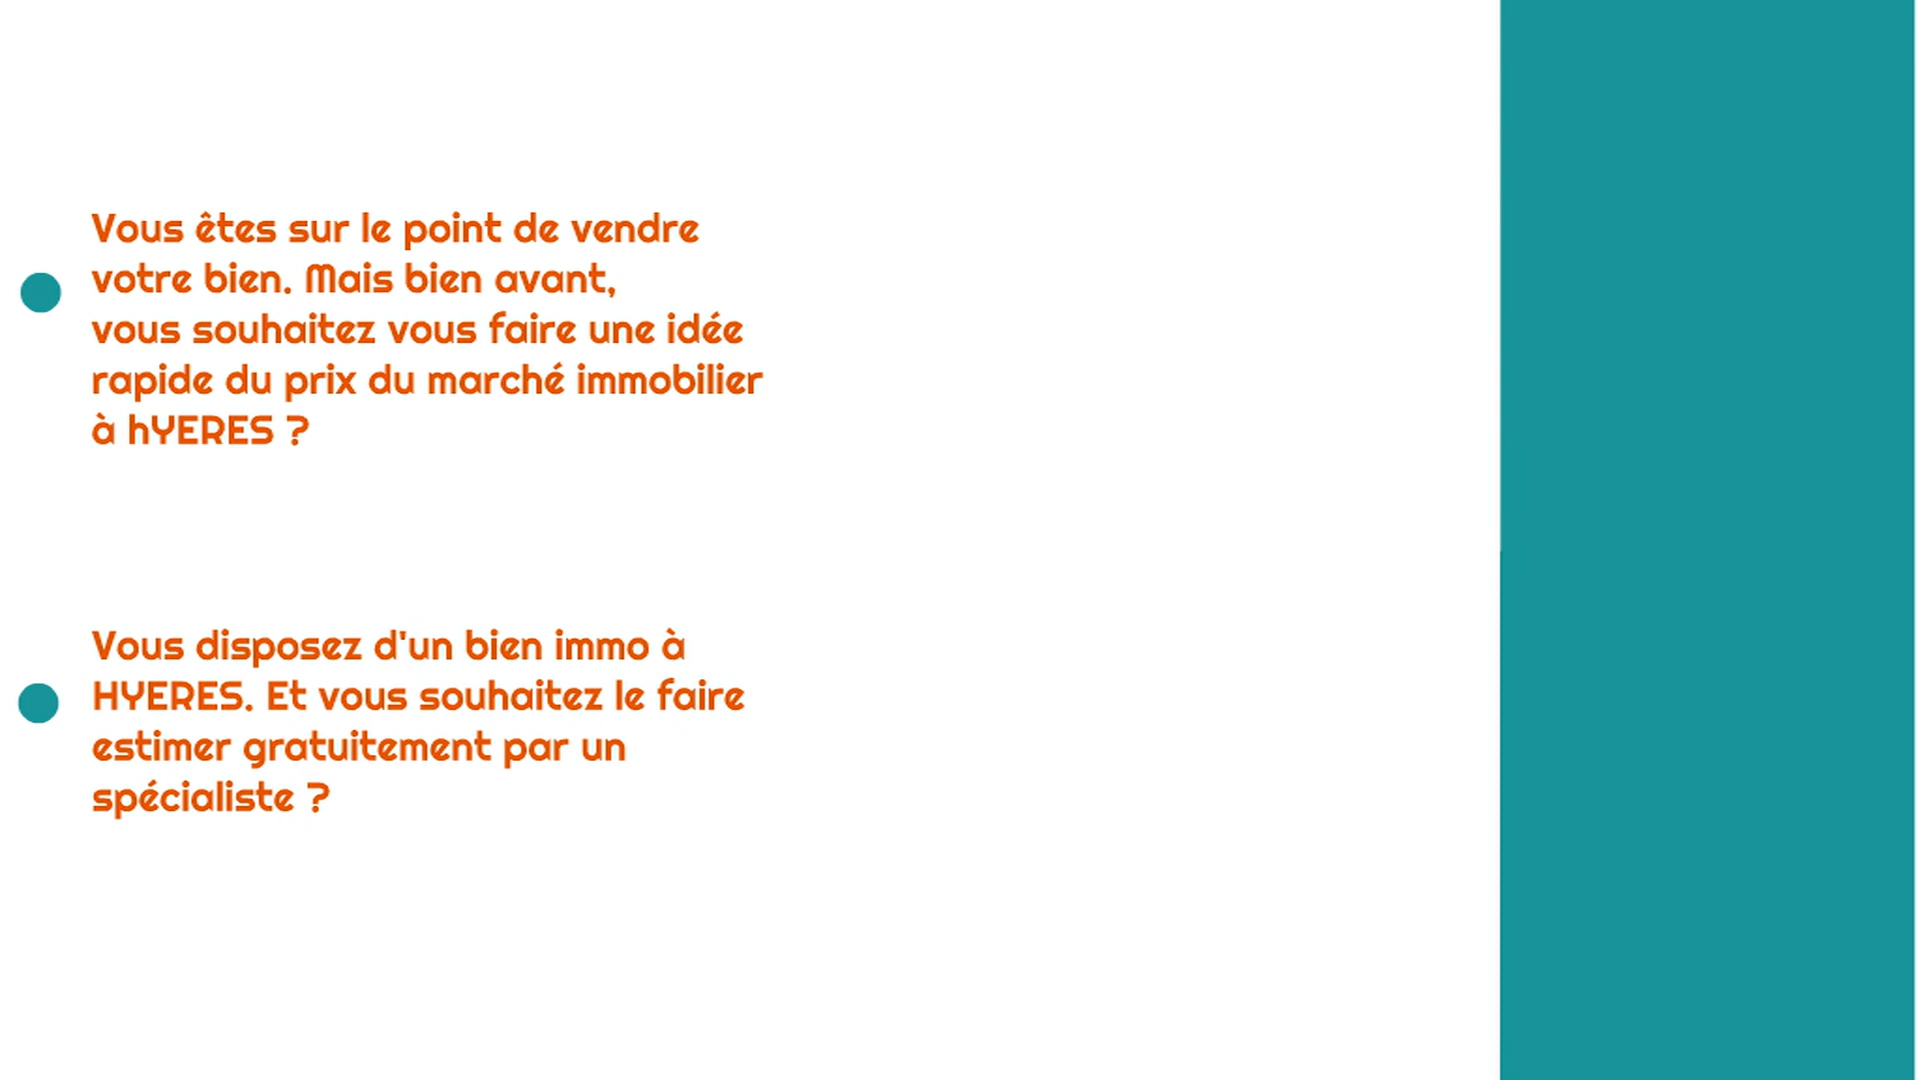 Vous êtes sur le point de vendre
votre bien. Mais bien avant,
vous souhaitez vous faire une idée
rapide du prix du marché immobilier
à hYERES ?
Vous disposez d'un bien immo à
HYERES. Et vous souhaitez le faire
estimer gratuitement par un
spécialiste ?